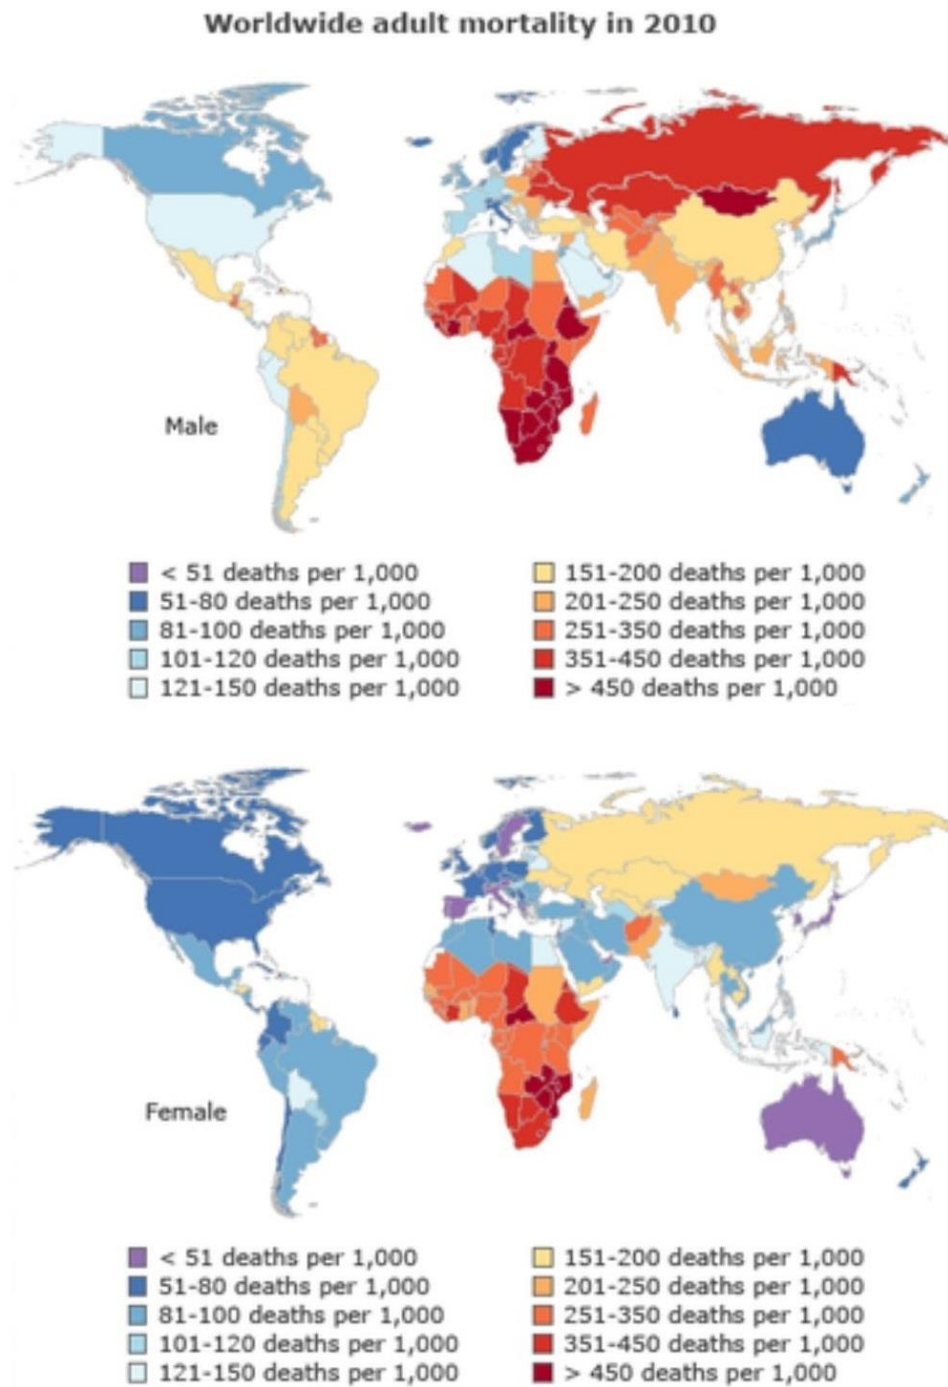 Worldwide adult mortality in 2010
Male
< 51 deaths per 1,000
51-80 deaths per 1,000
81-100 deaths per 1,000
101-120 deaths per 1,000
121-150 deaths per 1,000
151-200 deaths per 1,000
201-250 deaths per 1,000
251-350 deaths per 1,000
351-450 deaths per 1,000
> 450 deaths per 1,000
Female
< 51 deaths per 1,000
51-80 deaths per 1,000
81-100 deaths per 1,000
101-120 deaths per 1,000
121-150 deaths per 1,000
151-200 deaths per 1,000
201-250 deaths per 1,000
251-350 deaths per 1,000
351-450 deaths per 1,000
> 450 deaths per 1,000